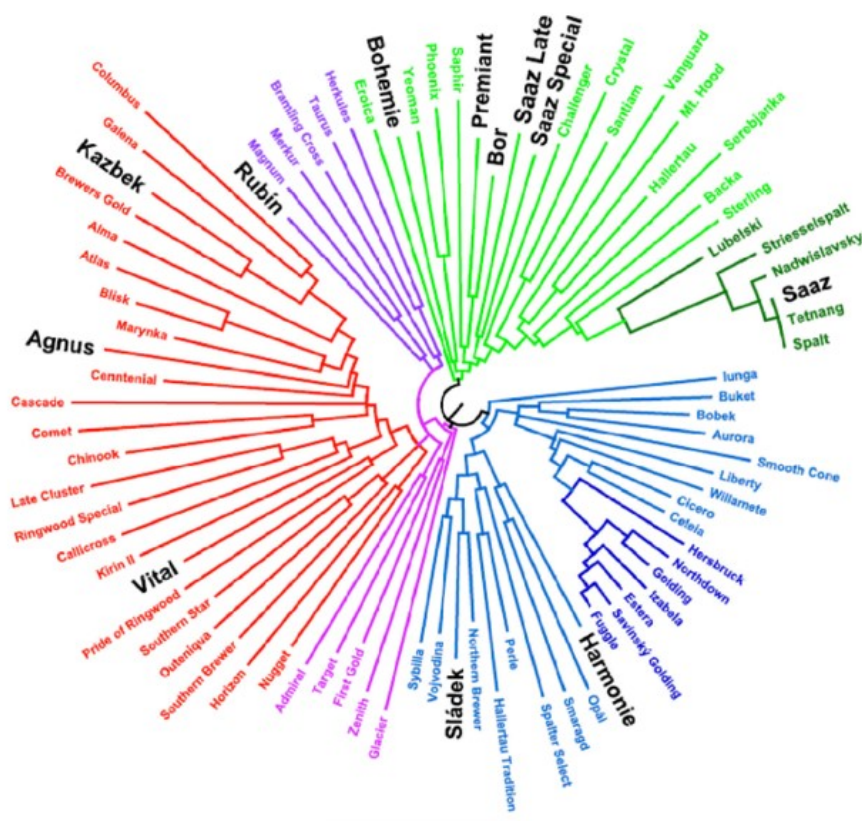 Columbus
Galena
Kazbek
Brewers Gold
Alma
Atlas
Blisk
Marynka
Agnus
Cenntenial
Cascade
Comet
Chinook
Late Cluster
Ringwood Special
Callicross
Kirin II
Vital
Pride of Ringwood
Southern Star
Outeniqua
Southern Brewer
Horizon
Nugget
Admirel
Target
First Gold
Zenith
Glacier
Sybilla
Vojvodina
Sládek
Northern Brewer
Hallertau Tradition
Perle
Spalter Select
Smaragd
Opál
Harmonie
Fuggle
Savinský Golding
Estera
Izabela
Golding
Northdown
Hersbruck
Celeia
Cicero
Willamete
Liberty
Smooth Cone
Aurora
Bobek
Buket
Iunga
Spalt
Tetnang
Saaz
Nadwislavsky
Striesselspalt
Lubelski
Sterling
Backa
Serebjanka
Hallertau
Mt. Hood
Vanguard
Santiam
Crystal
Challenger
Saaz Special
Saaz Late
Bor
Premiant
Saphir
Phoenix
Yeoman
Bohemie
Eroica
Herkules
Taurus
Bramling Cross
Merkur
Magnum
Rubín